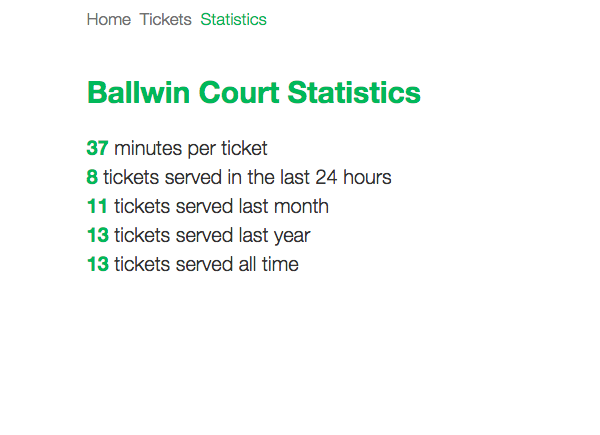 Home Tickets Statistics
Ballwin Court Statistics
37 minutes per ticket
8 tickets served in the last 24 hours
11 tickets served last month
13 tickets served last year
13 tickets served all time